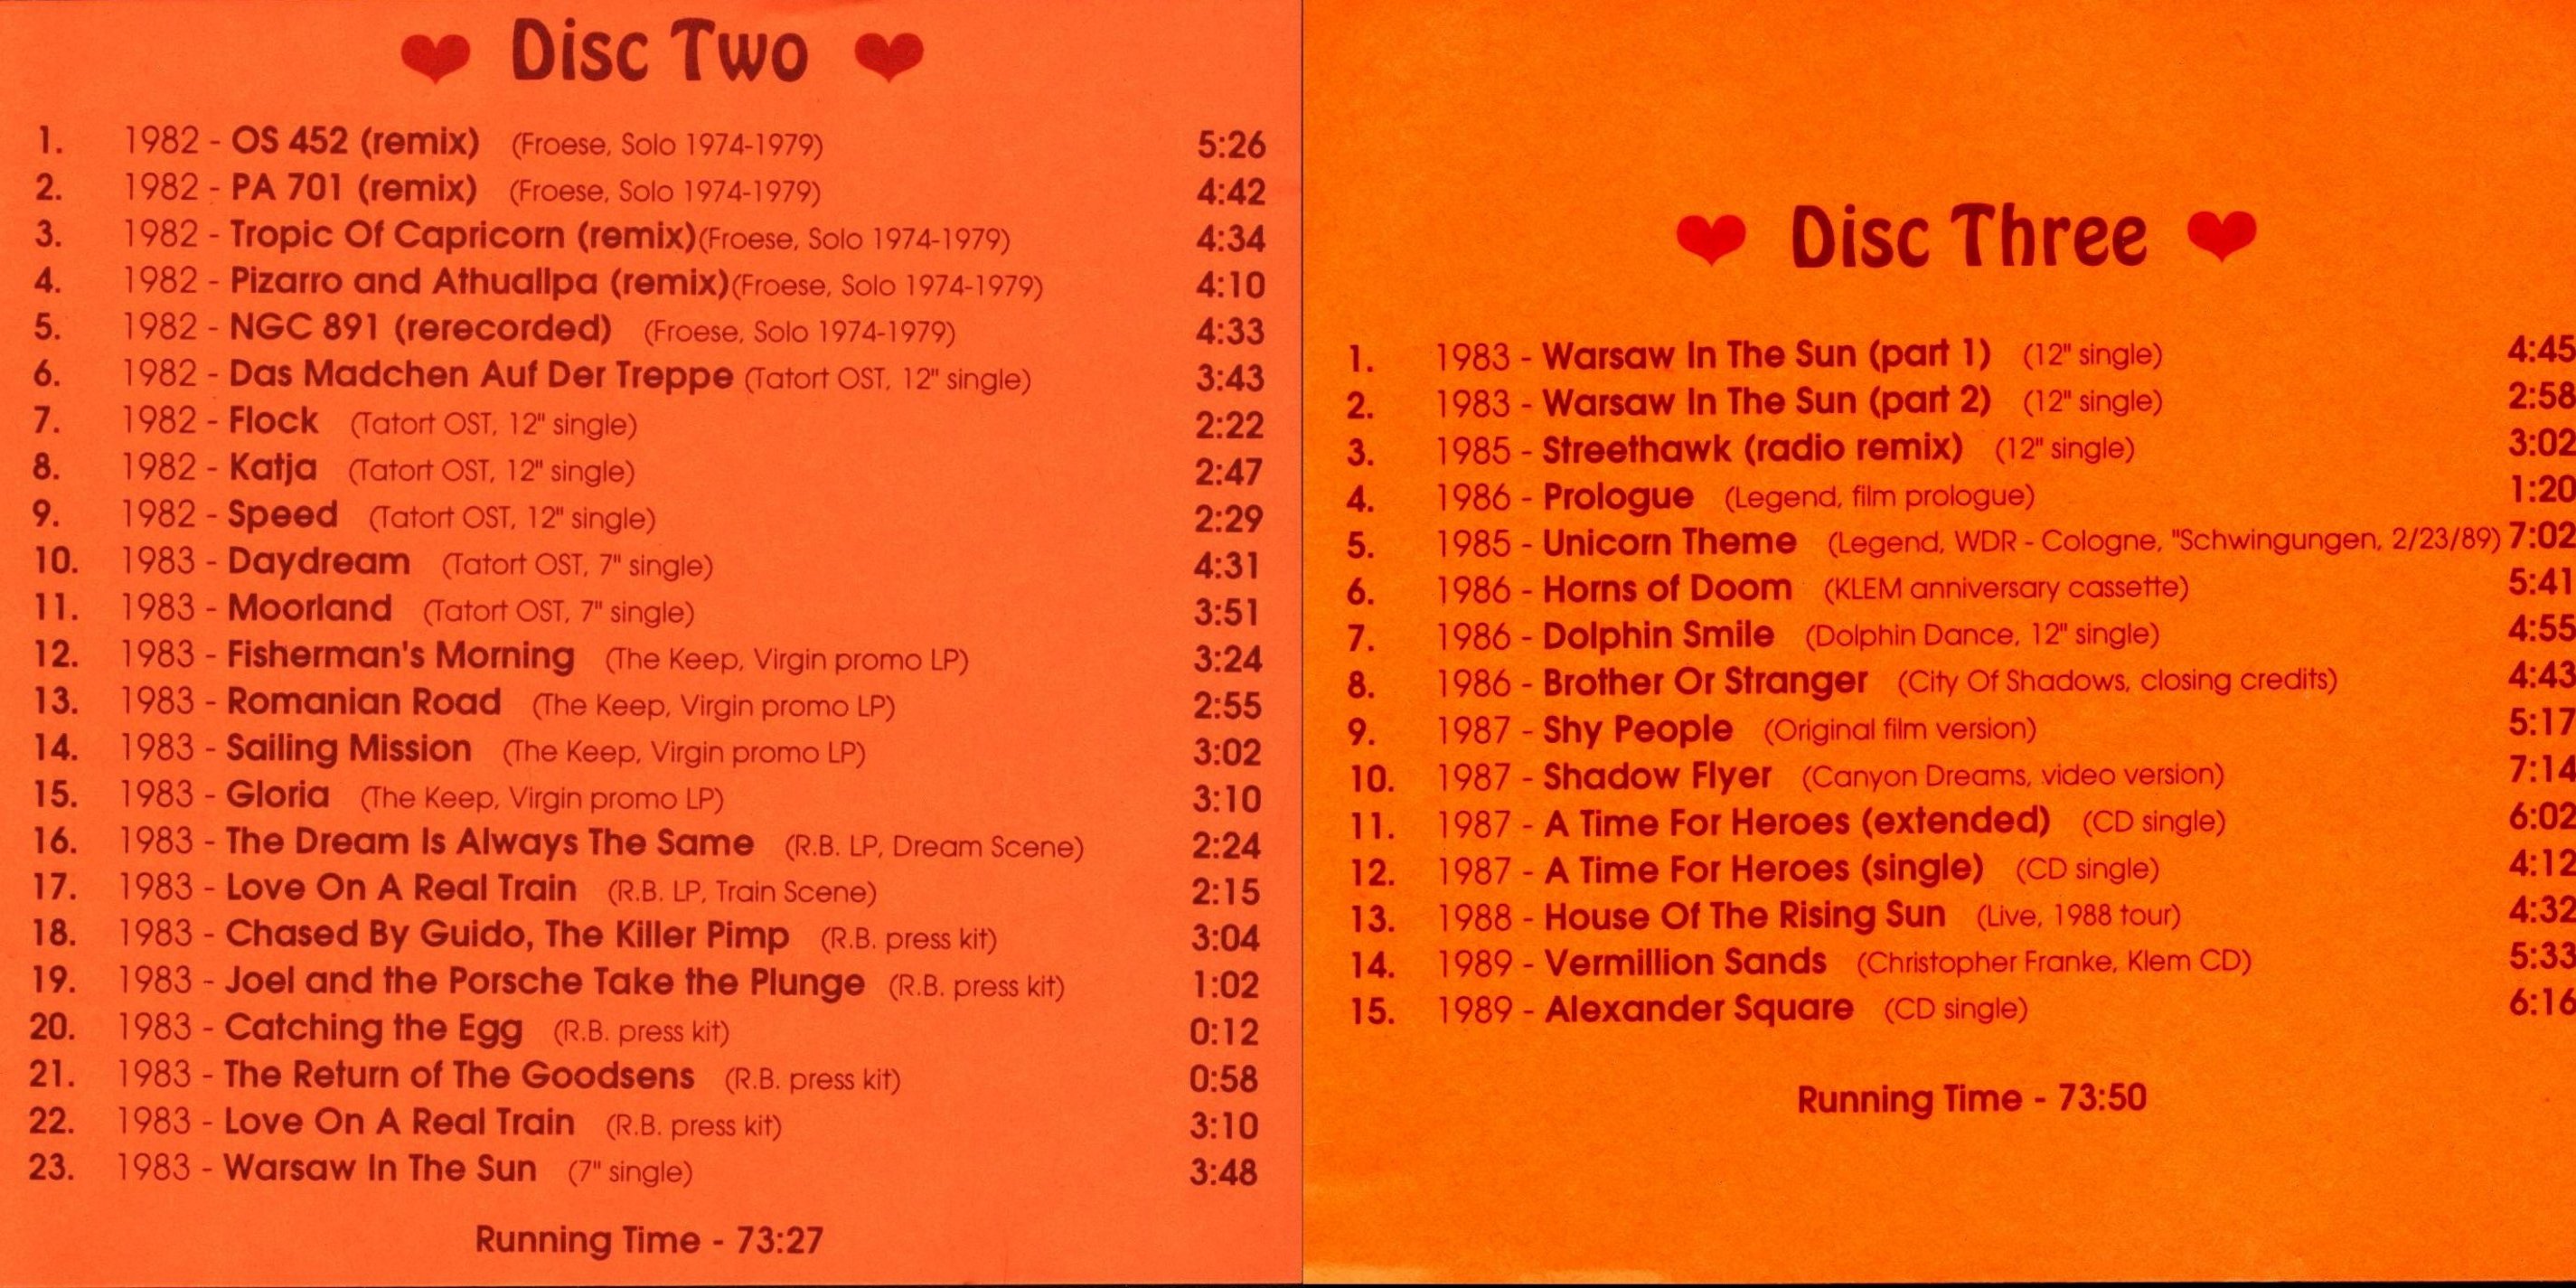 Disc Two
1. 1982 - OS 452 (remix) (Froese, Solo 1974-1979) 5:26
2. 1982 - PA 701 (remix) (Froese, Solo 1974-1979) 4:42
3. 1982 - Tropic Of Capricorn (remix)(Froese, Solo 1974-1979) 4:34
4. 1982 - Pizarro and Athuallpa (remix)(Froese, Solo 1974-1979) 4:10
5. 1982 - NGC 891 (rerecorded) (Froese, Solo 1974-1979) 4:33
6. 1982 - Das Madchen Auf Der Treppe (Tatort OST, 12" single) 3:43
7. 1982 - Flock (Tatort OST, 12" single) 2:22
8. 1982 - Katja (Tatort OST, 12" single) 2:47
9. 1982 - Speed (Tatort OST, 12" single) 2:29
10. 1983 - Daydream (Tatort OST, 7" single) 4:31
11. 1983 - Moorland (Tatort OST, 7" single) 3:51
12. 1983 - Fisherman's Morning (The Keep, Virgin promo LP) 3:24
13. 1983 - Romanian Road (The Keep, Virgin promo LP) 2:55
14. 1983 - Sailing Mission (The Keep, Virgin promo LP) 3:02
15. 1983 - Gloria (The Keep, Virgin promo LP) 3:10
16. 1983 - The Dream Is Always The Same (R.B. LP, Dream Scene) 2:24
17. 1983 - Love On A Real Train (R.B. LP, Train Scene) 2:15
18. 1983 - Chased By Guido, The Killer Pimp (R.B. press kit) 3:04
19. 1983 - Joel and the Porsche Take the Plunge (R.B. press kit) 1:02
20. 1983 - Catching the Egg (R.B. press kit) 0:12
21. 1983 - The Return of The Goodsens (R.B. press kit) 0:58
22. 1983 - Love On A Real Train (R.B. press kit) 3:10
23. 1983 - Warsaw In The Sun (7" single) 3:48
Running Time - 73:27
Disc Three
1. 1983 - Warsaw In The Sun (part 1) (12" single) 4:45
2. 1983 - Warsaw In The Sun (part 2) (12" single) 2:58
3. 1985 - Streethawk (radio remix) (12" single) 3:02
4. 1986 - Prologue (Legend, film prologue) 1:20
5. 1985 - Unicorn Theme (Legend, WDR - Cologne, "Schwingungen, 2/23/89) 7:02
6. 1986 - Horns of Doom (KLEM anniversary cassette) 5:41
7. 1986 - Dolphin Smile (Dolphin Dance, 12" single) 4:55
8. 1986 - Brother Or Stranger (City Of Shadows, closing credits) 4:43
9. 1987 - Shy People (Original film version) 5:17
10. 1987 - Shadow Flyer (Canyon Dreams, video version) 7:14
11. 1987 - A Time For Heroes (extended) (CD single) 6:02
12. 1987 - A Time For Heroes (single) (CD single) 4:12
13. 1988 - House Of The Rising Sun (Live, 1988 tour) 4:32
14. 1989 - Vermillion Sands (Christopher Franke, Klem CD) 5:33
15. 1989 - Alexander Square (CD single) 6:16
Running Time - 73:50